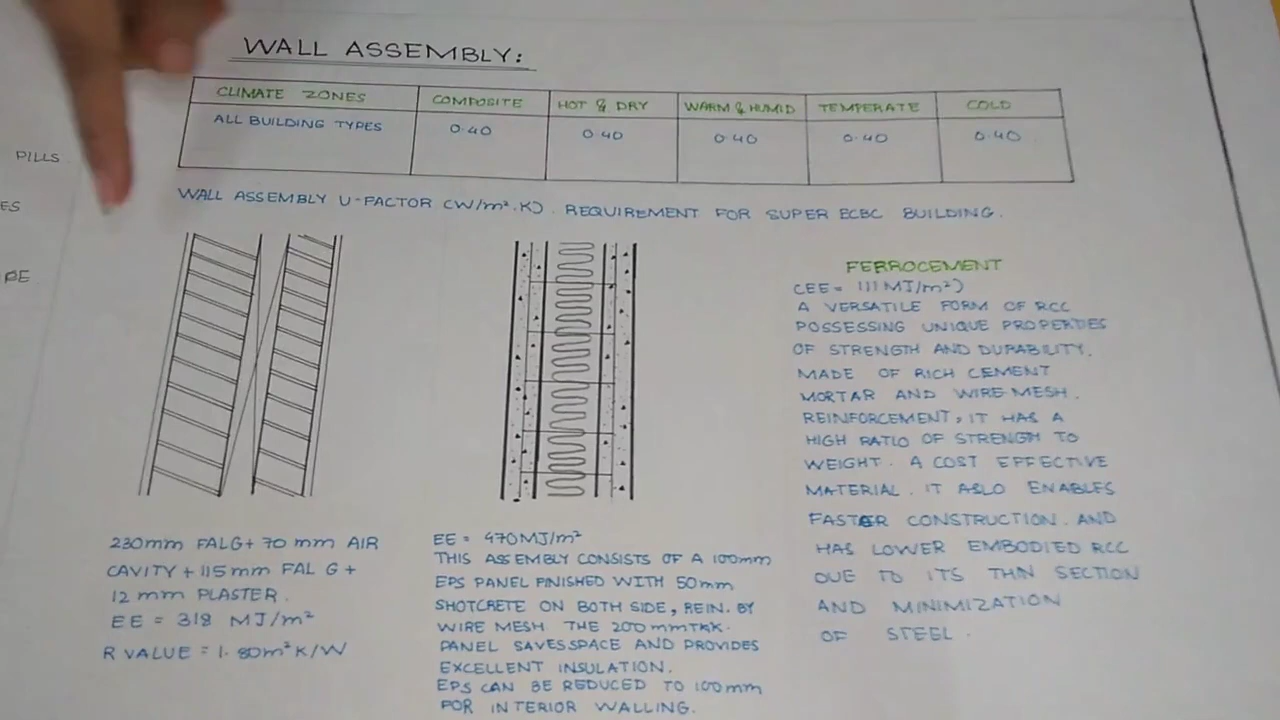 WALL ASSEMBLY:
CLIMATE ZONES COMPOSITE HOT & DRY WARM & HUMID TEMPERATE COLD
ALL BUILDING TYPES 0.40 0.40 0.40 0.40 0.40
WALL ASSEMBLY U-FACTOR (W/m².K) REQUIREMENT FOR SUPER ECBC BUILDING.
PILLS
ES
230mm FALG + 70 mm AIR
CAVITY + 115 mm FAL G +
12 mm PLASTER.
EE = 318 MJ/m²
R VALUE = 1.80m²K/W
EE = 470MJ/m²
THIS ASSEMBLY CONSISTS OF A 100mm
EPS PANEL FINISHED WITH 50mm
SHOTCRETE ON BOTH SIDE, REIN. BY
WIRE MESH. THE 200mm TKK.
PANEL SAVES SPACE AND PROVIDES
EXCELLENT INSULATION.
EPS CAN BE REDUCED TO 100mm
FOR INTERIOR WALLING.
FERROCEMENT
CEE = 111 MJ/m²)
A VERSATILE FORM OF RCC
POSSESSING UNIQUE PROPERTIES
OF STRENGTH AND DURABILITY.
MADE OF RICH CEMENT
MORTAR AND WIRE MESH.
REINFORCEMENT, IT HAS A
HIGH RATIO OF STRENGTH TO
WEIGHT. A COST EFFECTIVE
MATERIAL. IT ASLO ENABLES
FASTER CONSTRUCTION. AND
HAS LOWER EMBODIED RCC
DUE TO ITS THIN SECTION
AND MINIMIZATION
OF STEEL.